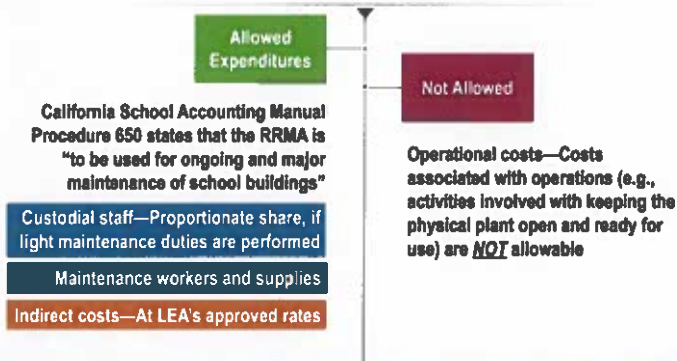 Allowed
Expenditures
California School Accounting Manual
Procedure 650 states that the RRMA is
“to be used for ongoing and major
maintenance of school buildings”
Custodial staff—Proportionate share, if
light maintenance duties are performed
Maintenance workers and supplies
Indirect costs—At LEA's approved rates
Not Allowed
Operational costs—Costs
associated with operations (e.g.,
activities involved with keeping the
physical plant open and ready for
use) are NOT allowable